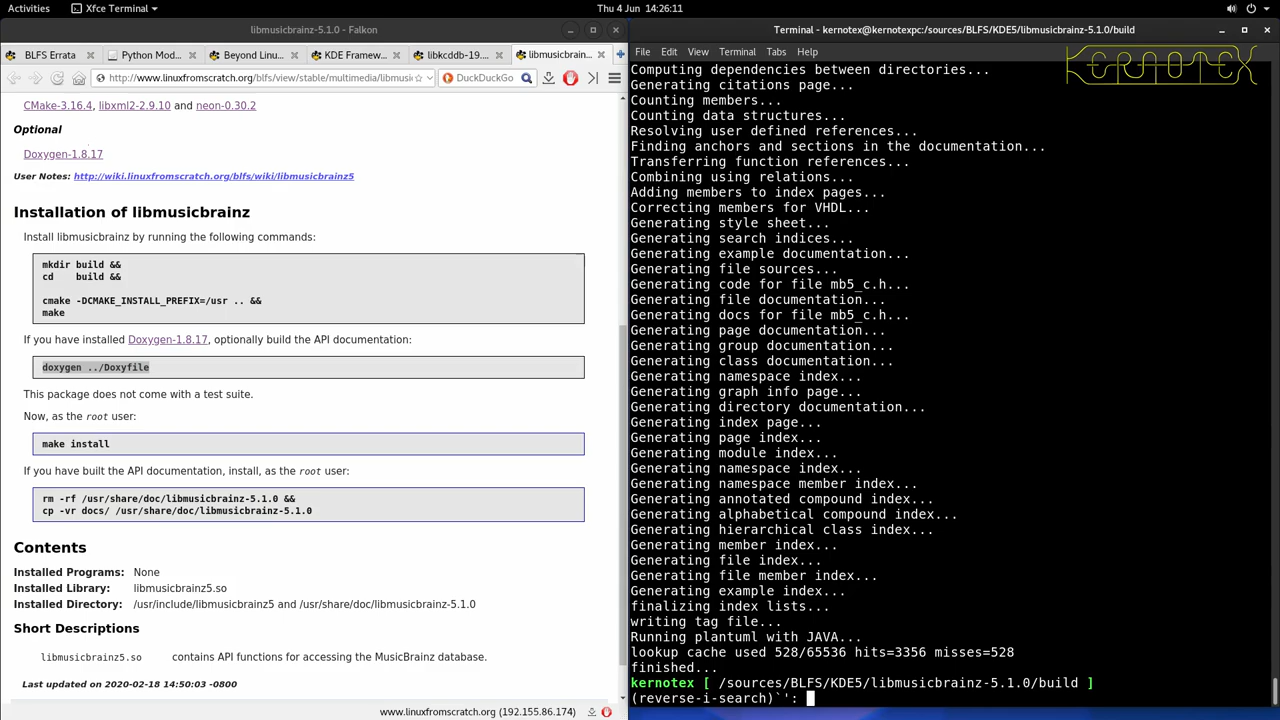 Activities
Xfce Terminal
Thu 4 Jun 14:26:11
libmusicbrainz-5.1.0 - Falkon
BLFS Errata
Python Mod...
Beyond Linu...
KDE Framew...
libkcddb-19....
libmusicbrain...
http://www.linuxfromscratch.org/blfs/view/stable/multimedia/libmusi
DuckDuckGo
CMake-3.16.4, libxml2-2.9.10 and neon-0.30.2
Optional
Doxygen-1.8.17
User Notes: http://wiki.linuxfromscratch.org/blfs/wiki/libmusicbrainz5
Installation of libmusicbrainz
Install libmusicbrainz by running the following commands:
mkdir build &&
cd    build &&
cmake -DCMAKE_INSTALL_PREFIX=/usr .. &&
make
If you have installed Doxygen-1.8.17, optionally build the API documentation:
doxygen ../Doxyfile
This package does not come with a test suite.
Now, as the root user:
make install
If you have built the API documentation, install, as the root user:
rm -rf /usr/share/doc/libmusicbrainz-5.1.0 &&
cp -vr docs/ /usr/share/doc/libmusicbrainz-5.1.0
Contents
Installed Programs: None
Installed Library: libmusicbrainz5.so
Installed Directory: /usr/include/libmusicbrainz5 and /usr/share/doc/libmusicbrainz-5.1.0
Short Descriptions
libmusicbrainz5.so contains API functions for accessing the MusicBrainz database.
Last updated on 2020-02-18 14:50:03 -0800
www.linuxfromscratch.org (192.155.86.174)
Terminal - kernotex@kernotexpc:/sources/BLFS/KDE5/libmusicbrainz-5.1.0/build
File Edit View Terminal Tabs Help
KERNOTEX
Computing dependencies between directories...
Generating citations page...
Counting members...
Counting data structures...
Resolving user defined references...
Finding anchors and sections in the documentation...
Transferring function references...
Combining using relations...
Adding members to index pages...
Correcting members for VHDL...
Generating style sheet...
Generating search indices...
Generating example documentation...
Generating file sources...
Generating code for file mb5_c.h...
Generating file documentation...
Generating docs for file mb5_c.h...
Generating page documentation...
Generating group documentation...
Generating class documentation...
Generating namespace index...
Generating graph info page...
Generating directory documentation...
Generating index page...
Generating page index...
Generating module index...
Generating namespace index...
Generating namespace member index...
Generating annotated compound index...
Generating alphabetical compound index...
Generating hierarchical class index...
Generating member index...
Generating file index...
Generating file member index...
Generating example index...
finalizing index lists...
writing tag file...
Running plantuml with JAVA...
lookup cache used 528/65536 hits=3356 misses=528
finished...
kernotex [ /sources/BLFS/KDE5/libmusicbrainz-5.1.0/build ]
(reverse-i-search)`':